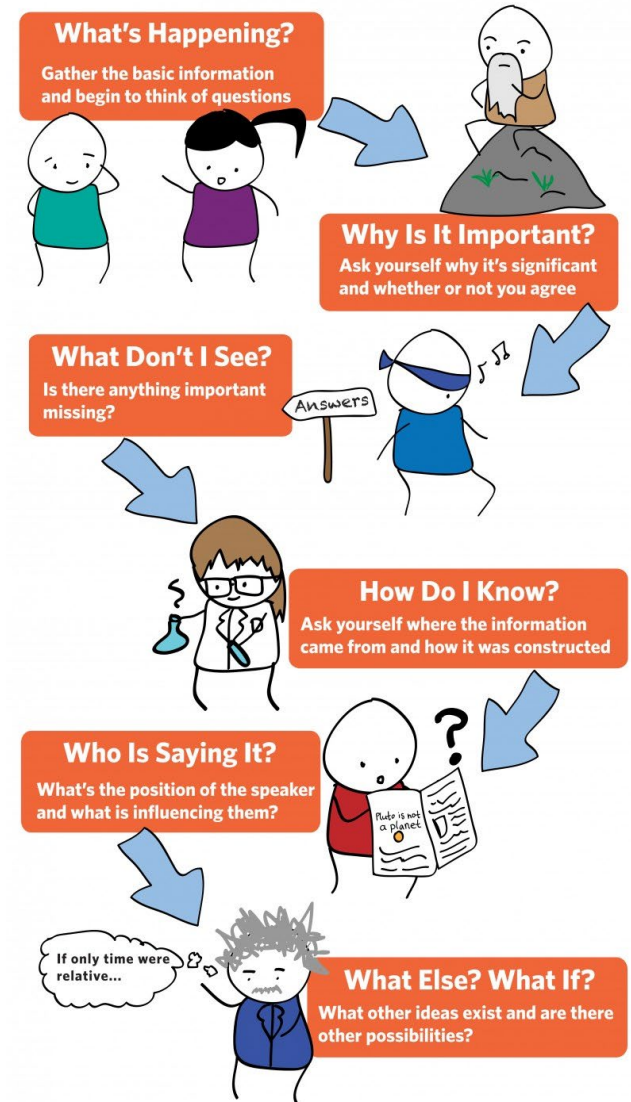 What's Happening?
Gather the basic information
and begin to think of questions
Why Is It Important?
Ask yourself why it's significant
and whether or not you agree
What Don't I See?
Is there anything important
missing?
Answers
How Do I Know?
Ask yourself where the information
came from and how it was constructed
Who Is Saying It?
What's the position of the speaker
and what is influencing them?
?
Pluto is not
a planet
If only time were
relative...
What Else? What If?
What other ideas exist and are there
other possibilities?